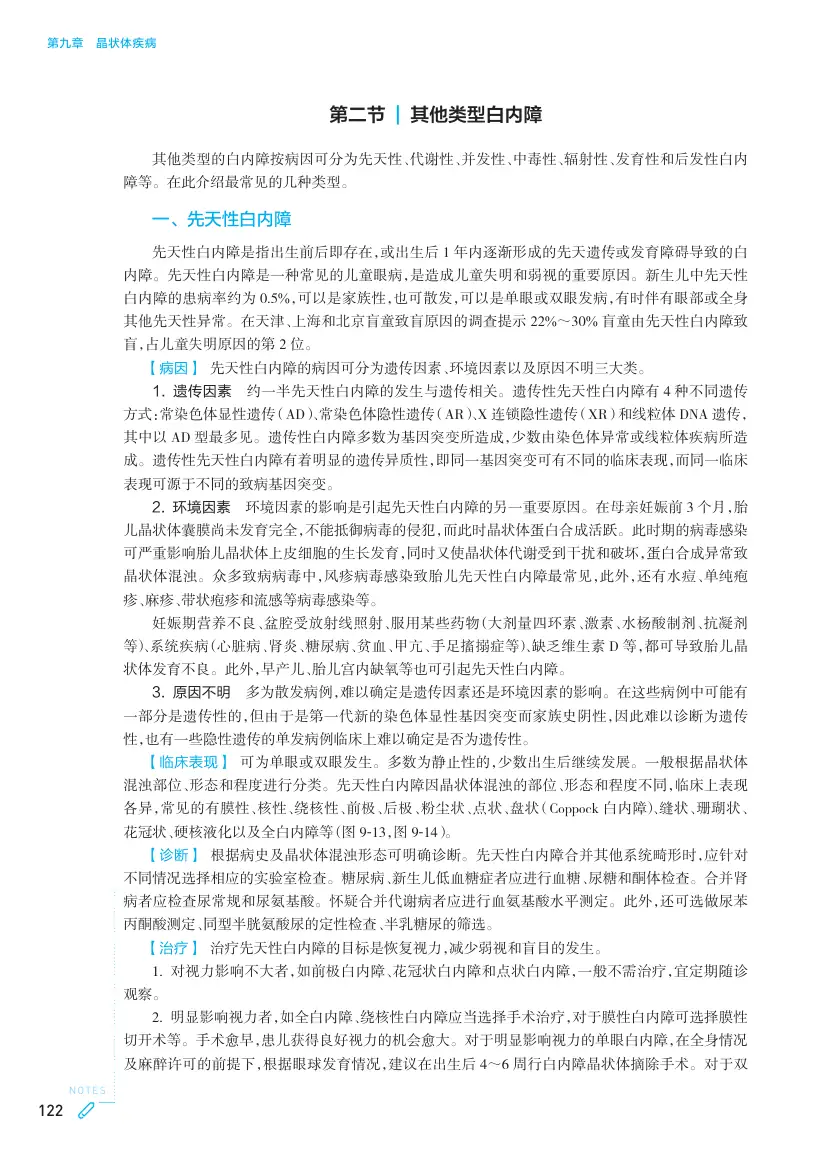 第九章　晶状体疾病
第二节 | 其他类型白内障
其他类型的白内障按病因可分为先天性、代谢性、并发性、中毒性、辐射性、发育性和后发性白内
障等。在此介绍最常见的几种类型。
一、先天性白内障
先天性白内障是指出生前后即存在,或出生后 1 年内逐渐形成的先天遗传或发育障碍导致的白
内障。先天性白内障是一种常见的儿童眼病,是造成儿童失明和弱视的重要原因。新生儿中先天性
白内障的患病率约为 0.5%,可以是家族性,也可散发,可以是单眼或双眼发病,有时伴有眼部或全身
其他先天性异常。在天津、上海和北京盲童致盲原因的调查提示 22%～30% 盲童由先天性白内障致
盲,占儿童失明原因的第 2 位。
【病因】 先天性白内障的病因可分为遗传因素、环境因素以及原因不明三大类。
1. 遗传因素　约一半先天性白内障的发生与遗传相关。遗传性先天性白内障有 4 种不同遗传
方式:常染色体显性遗传（AD）、常染色体隐性遗传（AR）、X 连锁隐性遗传（XR）和线粒体 DNA 遗传,
其中以 AD 型最多见。遗传性白内障多数为基因突变所造成,少数由染色体异常或线粒体疾病所造
成。遗传性先天性白内障有着明显的遗传异质性,即同一基因突变可有不同的临床表现,而同一临床
表现可源于不同的致病基因突变。
2. 环境因素　环境因素的影响是引起先天性白内障的另一重要原因。在母亲妊娠前 3 个月,胎
儿晶状体囊膜尚未发育完全,不能抵御病毒的侵犯,而此时晶状体蛋白合成活跃。此时期的病毒感染
可严重影响胎儿晶状体上皮细胞的生长发育,同时又使晶状体代谢受到干扰和破坏,蛋白合成异常致
晶状体混浊。众多致病病毒中,风疹病毒感染致胎儿先天性白内障最常见,此外,还有水痘、单纯疱
疹、麻疹、带状疱疹和流感等病毒感染等。
妊娠期营养不良、盆腔受放射线照射、服用某些药物（大剂量四环素、激素、水杨酸制剂、抗凝剂
等）、系统疾病（心脏病、肾炎、糖尿病、贫血、甲亢、手足搐搦症等）、缺乏维生素 D 等,都可导致胎儿晶
状体发育不良。此外,早产儿、胎儿宫内缺氧等也可引起先天性白内障。
3. 原因不明　多为散发病例,难以确定是遗传因素还是环境因素的影响。在这些病例中可能有
一部分是遗传性的,但由于是第一代新的染色体显性基因突变而家族史阴性,因此难以诊断为遗传
性,也有一些隐性遗传的单发病例临床上难以确定是否为遗传性。
【临床表现】 可为单眼或双眼发生。多数为静止性的,少数出生后继续发展。一般根据晶状体
混浊部位、形态和程度进行分类。先天性白内障因晶状体混浊的部位、形态和程度不同,临床上表现
各异,常见的有膜性、核性、绕核性、前极、后极、粉尘状、点状、盘状（Coppock 白内障）、缝状、珊瑚状、
花冠状、硬核液化以及全白内障等（图 9-13,图 9-14）。
【诊断】 根据病史及晶状体混浊形态可明确诊断。先天性白内障合并其他系统畸形时,应针对
不同情况选择相应的实验室检查。糖尿病、新生儿低血糖症者应进行血糖、尿糖和酮体检查。合并肾
病者应检查尿常规和尿氨基酸。怀疑合并代谢病者应进行血氨基酸水平测定。此外,还可选做尿苯
丙酮酸测定、同型半胱氨酸尿的定性检查、半乳糖尿的筛选。
【治疗】 治疗先天性白内障的目标是恢复视力,减少弱视和盲目的发生。
1. 对视力影响不大者,如前极白内障、花冠状白内障和点状白内障,一般不需治疗,宜定期随诊
观察。
2. 明显影响视力者,如全白内障、绕核性白内障应当选择手术治疗,对于膜性白内障可选择膜性
切开术等。手术愈早,患儿获得良好视力的机会愈大。对于明显影响视力的单眼白内障,在全身情况
及麻醉许可的前提下,根据眼球发育情况,建议在出生后 4～6 周行白内障晶状体摘除手术。对于双
NOTES
122